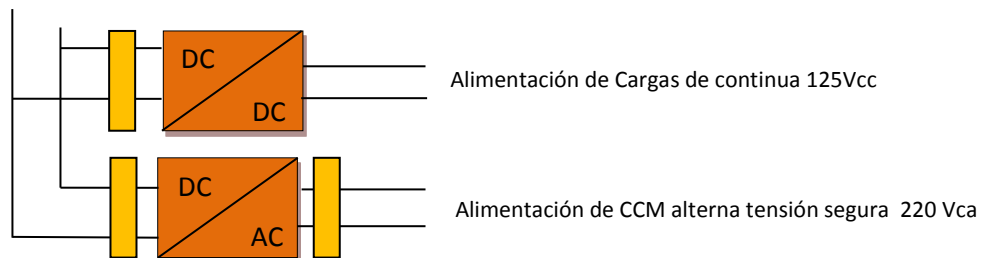 DC
DC
Alimentación de Cargas de continua 125Vcc
DC
AC
Alimentación de CCM alterna tensión segura  220 Vca